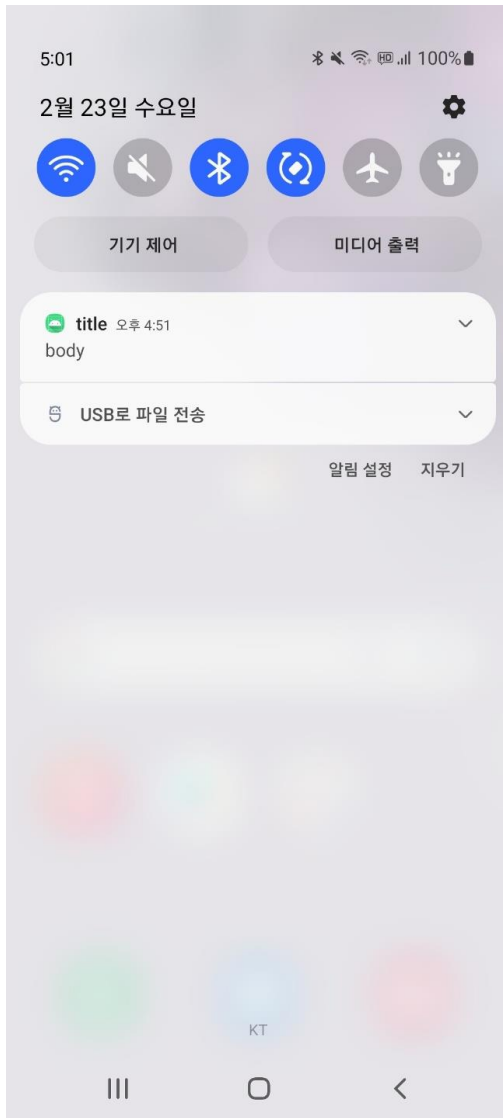 5:01 HD 100%
2월 23일 수요일
기기 제어 미디어 출력
title 오후 4:51
body
USB로 파일 전송
알림 설정 지우기
KT